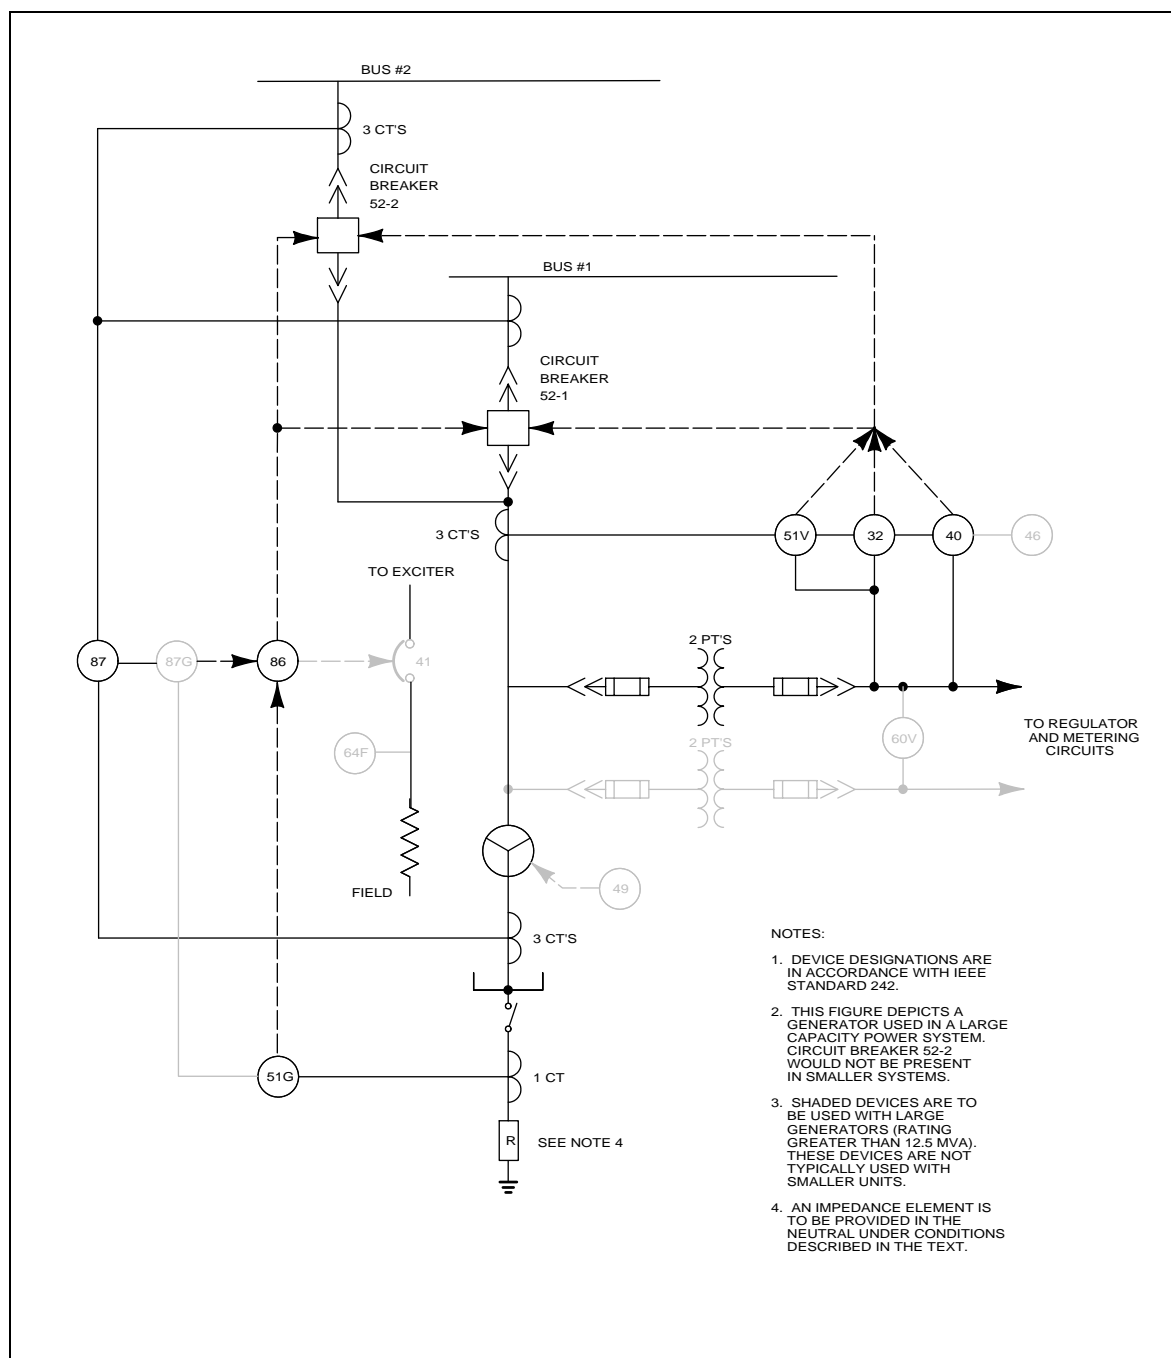 BUS #2
3 CT'S
CIRCUIT
BREAKER
52-2
BUS #1
CIRCUIT
BREAKER
52-1
3 CT'S
51V
32
40
46
TO EXCITER
87
87G
86
41
2 PT'S
64F
2 PT'S
60V
TO REGULATOR
AND METERING
CIRCUITS
FIELD
49
3 CT'S
51G
1 CT
R
SEE NOTE 4
NOTES:
1. DEVICE DESIGNATIONS ARE
IN ACCORDANCE WITH IEEE
STANDARD 242.
2. THIS FIGURE DEPICTS A
GENERATOR USED IN A LARGE
CAPACITY POWER SYSTEM.
CIRCUIT BREAKER 52-2
WOULD NOT BE PRESENT
IN SMALLER SYSTEMS.
3. SHADED DEVICES ARE TO
BE USED WITH LARGE
GENERATORS (RATING
GREATER THAN 12.5 MVA).
THESE DEVICES ARE NOT
TYPICALLY USED WITH
SMALLER UNITS.
4. AN IMPEDANCE ELEMENT IS
TO BE PROVIDED IN THE
NEUTRAL UNDER CONDITIONS
DESCRIBED IN THE TEXT.